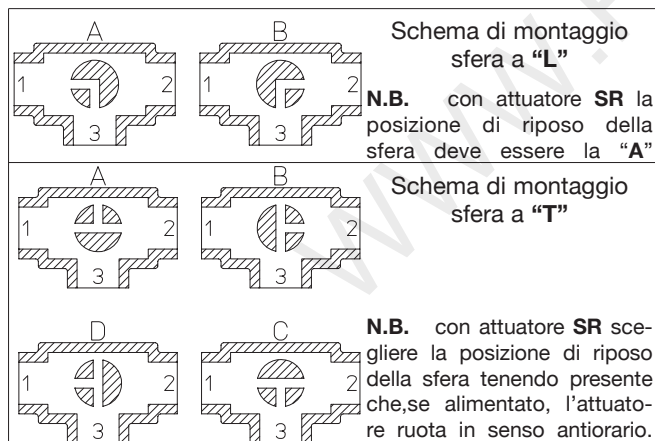 A B
1 2 1 2
3 3
Schema di montaggio
sfera a "L"
N.B. con attuatore SR la
posizione di riposo della
sfera deve essere la "A"
A B
1 2 1 2
3 3
Schema di montaggio
sfera a "T"
D C
1 2 1 2
3 3
N.B. con attuatore SR sce-
gliere la posizione di riposo
della sfera tenendo presente
che,se alimentato, l'attuato-
re ruota in senso antiorario.
www.